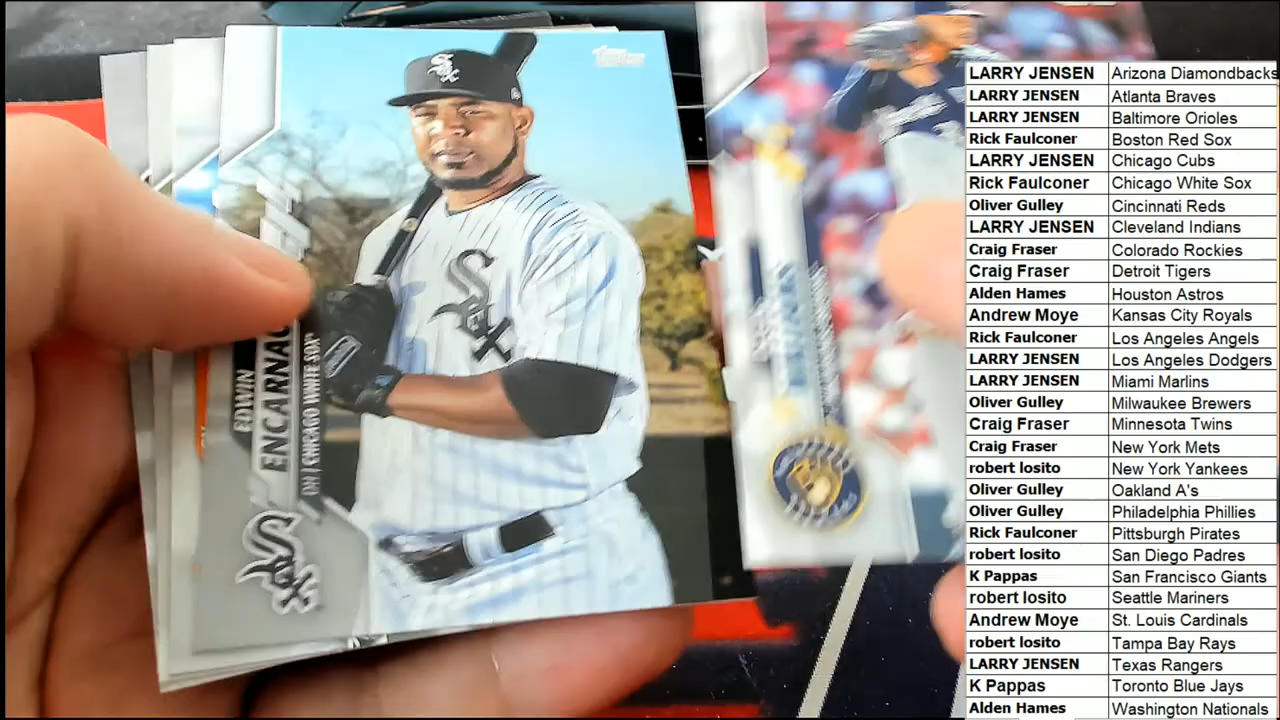 EDWIN
ENCARNAC
DH | CHICAGO WHITE SOX
Sox
Sox
LARRY JENSEN Arizona Diamondbacks
LARRY JENSEN Atlanta Braves
LARRY JENSEN Baltimore Orioles
Rick Faulconer Boston Red Sox
LARRY JENSEN Chicago Cubs
Rick Faulconer Chicago White Sox
Oliver Gulley Cincinnati Reds
LARRY JENSEN Cleveland Indians
Craig Fraser Colorado Rockies
Craig Fraser Detroit Tigers
Alden Hames Houston Astros
Andrew Moye Kansas City Royals
Rick Faulconer Los Angeles Angels
LARRY JENSEN Los Angeles Dodgers
LARRY JENSEN Miami Marlins
Oliver Gulley Milwaukee Brewers
Craig Fraser Minnesota Twins
Craig Fraser New York Mets
robert losito New York Yankees
Oliver Gulley Oakland A's
Oliver Gulley Philadelphia Phillies
Rick Faulconer Pittsburgh Pirates
robert losito San Diego Padres
K Pappas San Francisco Giants
robert losito Seattle Mariners
Andrew Moye St. Louis Cardinals
robert losito Tampa Bay Rays
LARRY JENSEN Texas Rangers
K Pappas Toronto Blue Jays
Alden Hames Washington Nationals